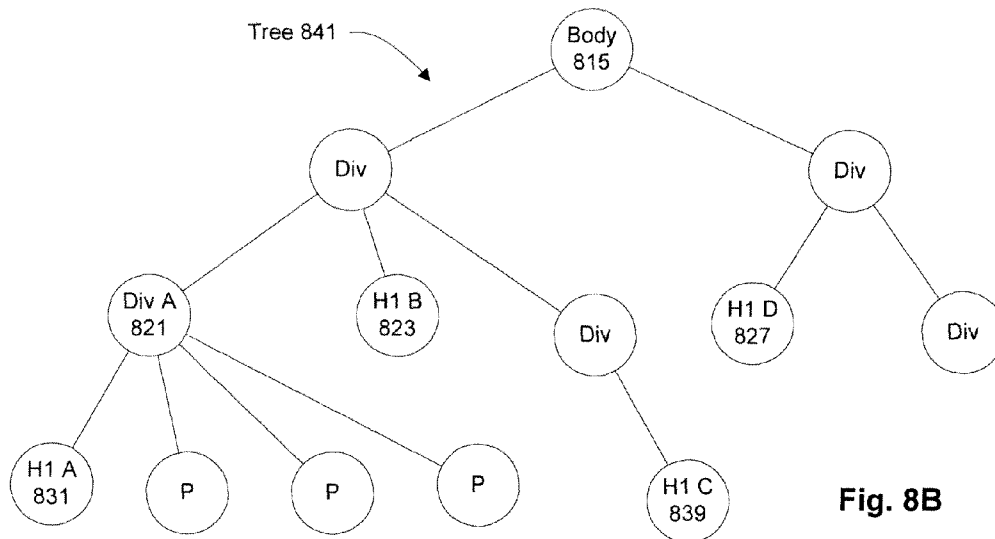 Tree 841
Body
815
Div
Div
Div A
821
H1 B
823
Div
H1 D
827
Div
H1 A
831
P
P
P
H1 C
839
Fig. 8B